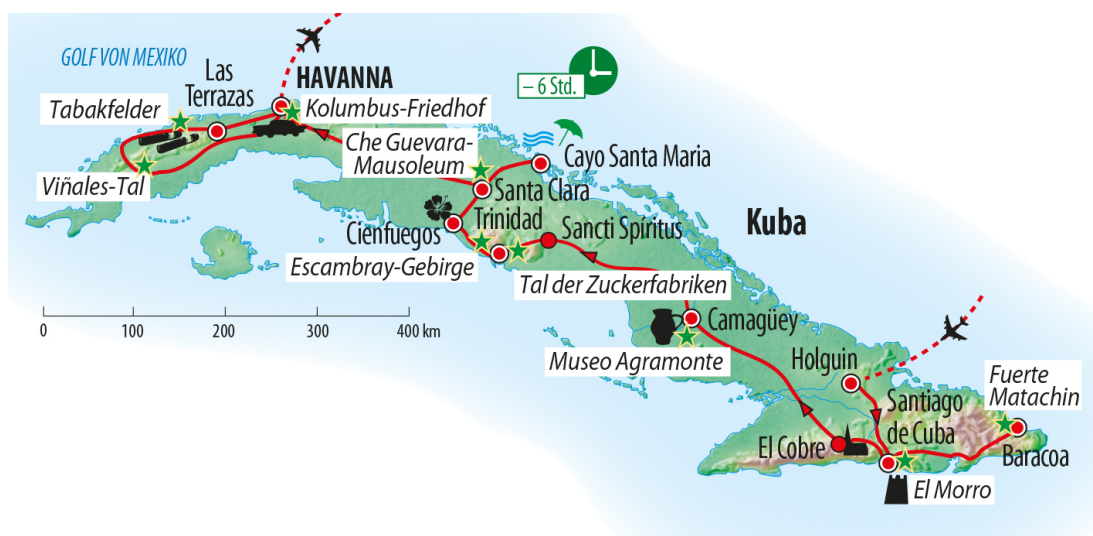 GOLF VON MEXIKO
Las
Terrazas
HAVANNA
Tabakfelder
Kolumbus-Friedhof
– 6 Std.
Che Guevara-
Mausoleum
Cayo Santa Maria
Viñales-Tal
Santa Clara
Trinidad
Cienfuegos
Sancti Spíritus
Kuba
Escambray-Gebirge
Tal der Zuckerfabriken
0
100
200
300
400 km
Camagüey
Museo Agramonte
Holguin
Fuerte
Matachin
Santiago
de Cuba
El Cobre
Baracoa
El Morro